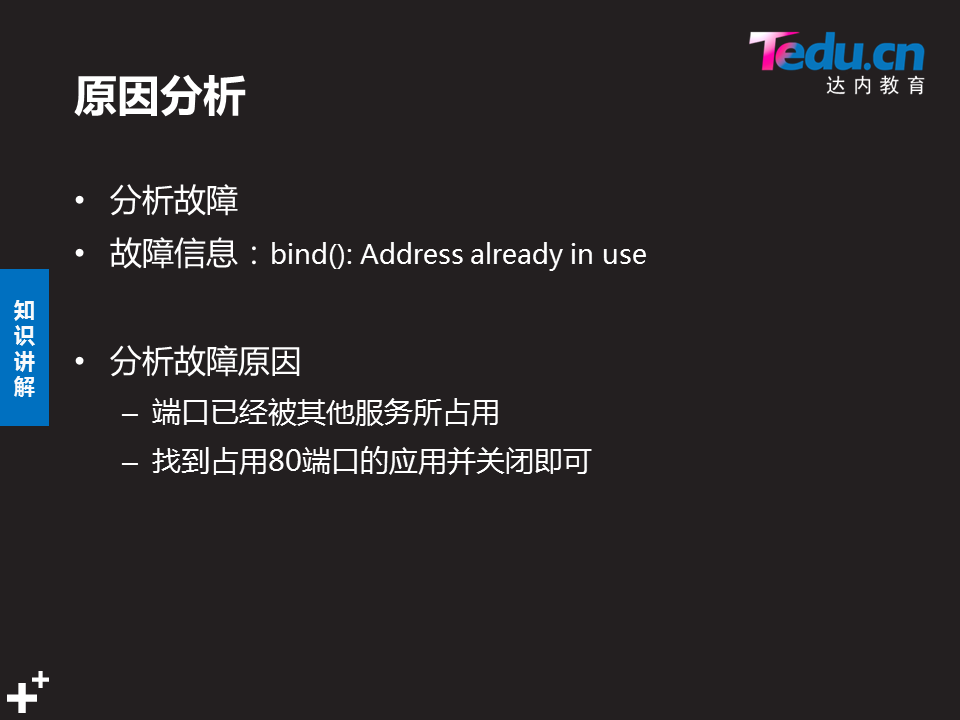 Tedu.cn
达内教育
原因分析
• 分析故障
• 故障信息：bind(): Address already in use
知识讲解
• 分析故障原因
– 端口已经被其他服务所占用
– 找到占用80端口的应用并关闭即可